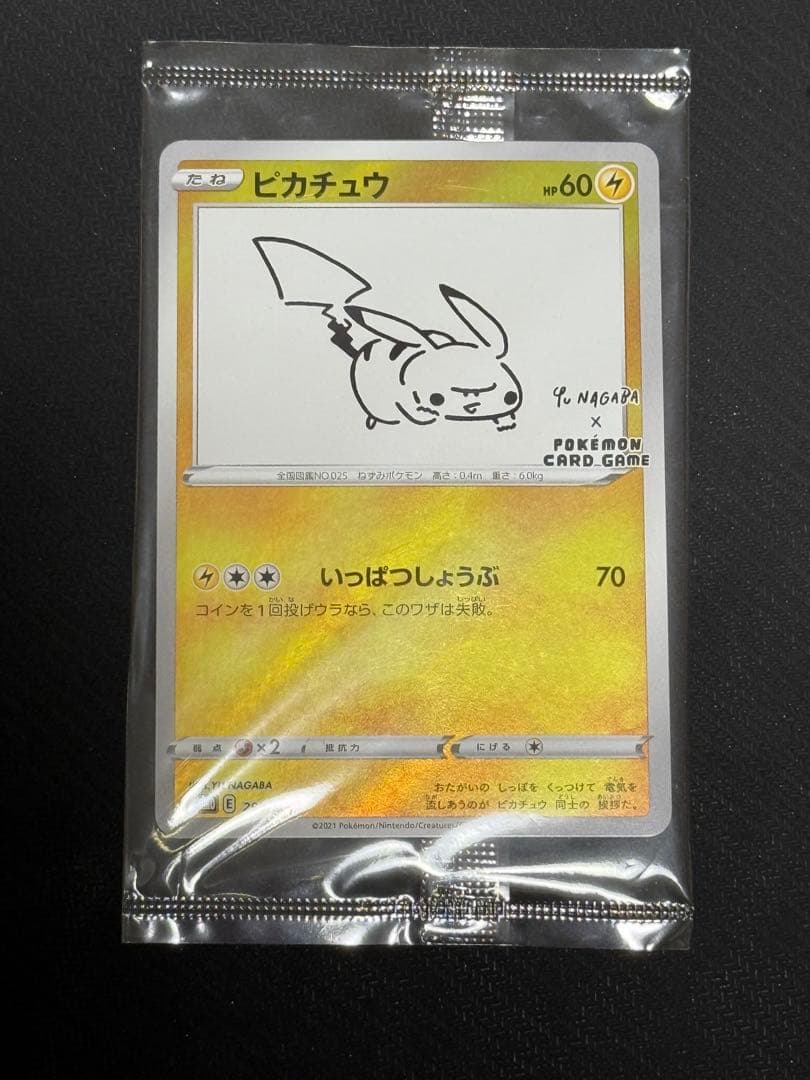 たね ピカチュウ HP60
Yu NAGABA
×
POKÉMON
CARD GAME
全国図鑑NO.025 ねずみポケモン 高さ：0.4m 重さ：6.0kg
いっぱつしょうぶ 70
コインを1回投げウラなら、このワザは失敗。
弱点 ×2 抵抗力 にげる
YU NAGABA
E
おたがいの しっぽを くっつけて 電気を
流しあうのが ピカチュウ 同士の 挨拶だ。
©2021 Pokémon/Nintendo/Creatures/